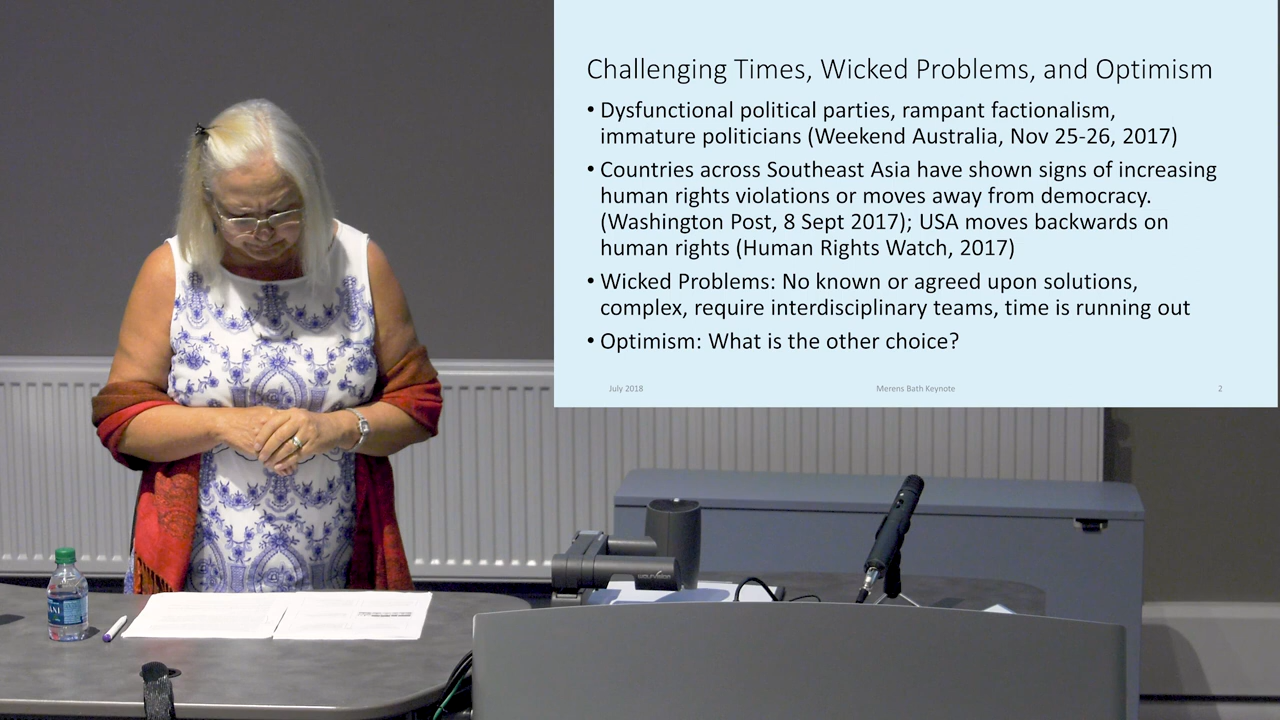 Challenging Times, Wicked Problems, and Optimism
• Dysfunctional political parties, rampant factionalism,
immature politicians (Weekend Australia, Nov 25-26, 2017)
• Countries across Southeast Asia have shown signs of increasing
human rights violations or moves away from democracy.
(Washington Post, 8 Sept 2017); USA moves backwards on
human rights (Human Rights Watch, 2017)
• Wicked Problems: No known or agreed upon solutions,
complex, require interdisciplinary teams, time is running out
• Optimism: What is the other choice?
July 2018
Merens Bath Keynote
2
wolfvision